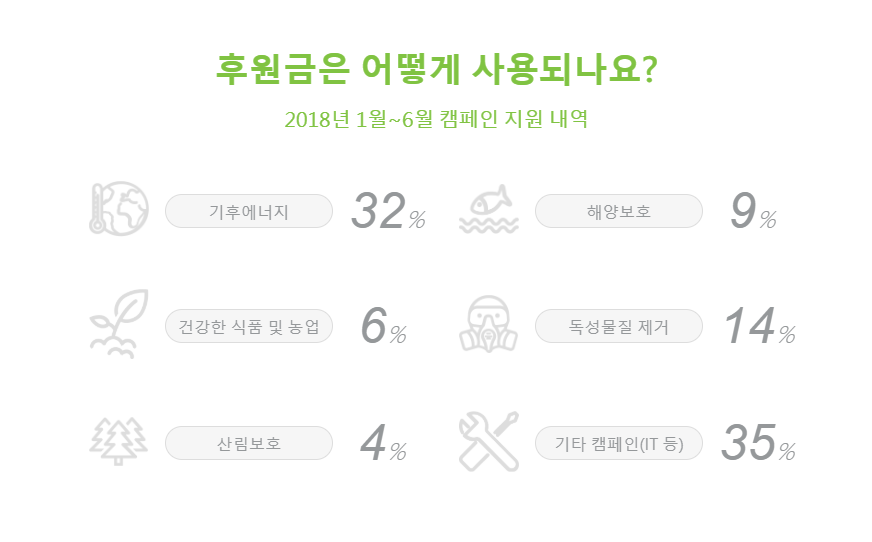 후원금은 어떻게 사용되나요?
2018년 1월~6월 캠페인 지원 내역
기후에너지 32%
해양보호 9%
건강한 식품 및 농업 6%
독성물질 제거 14%
산림보호 4%
기타 캠페인(IT 등) 35%